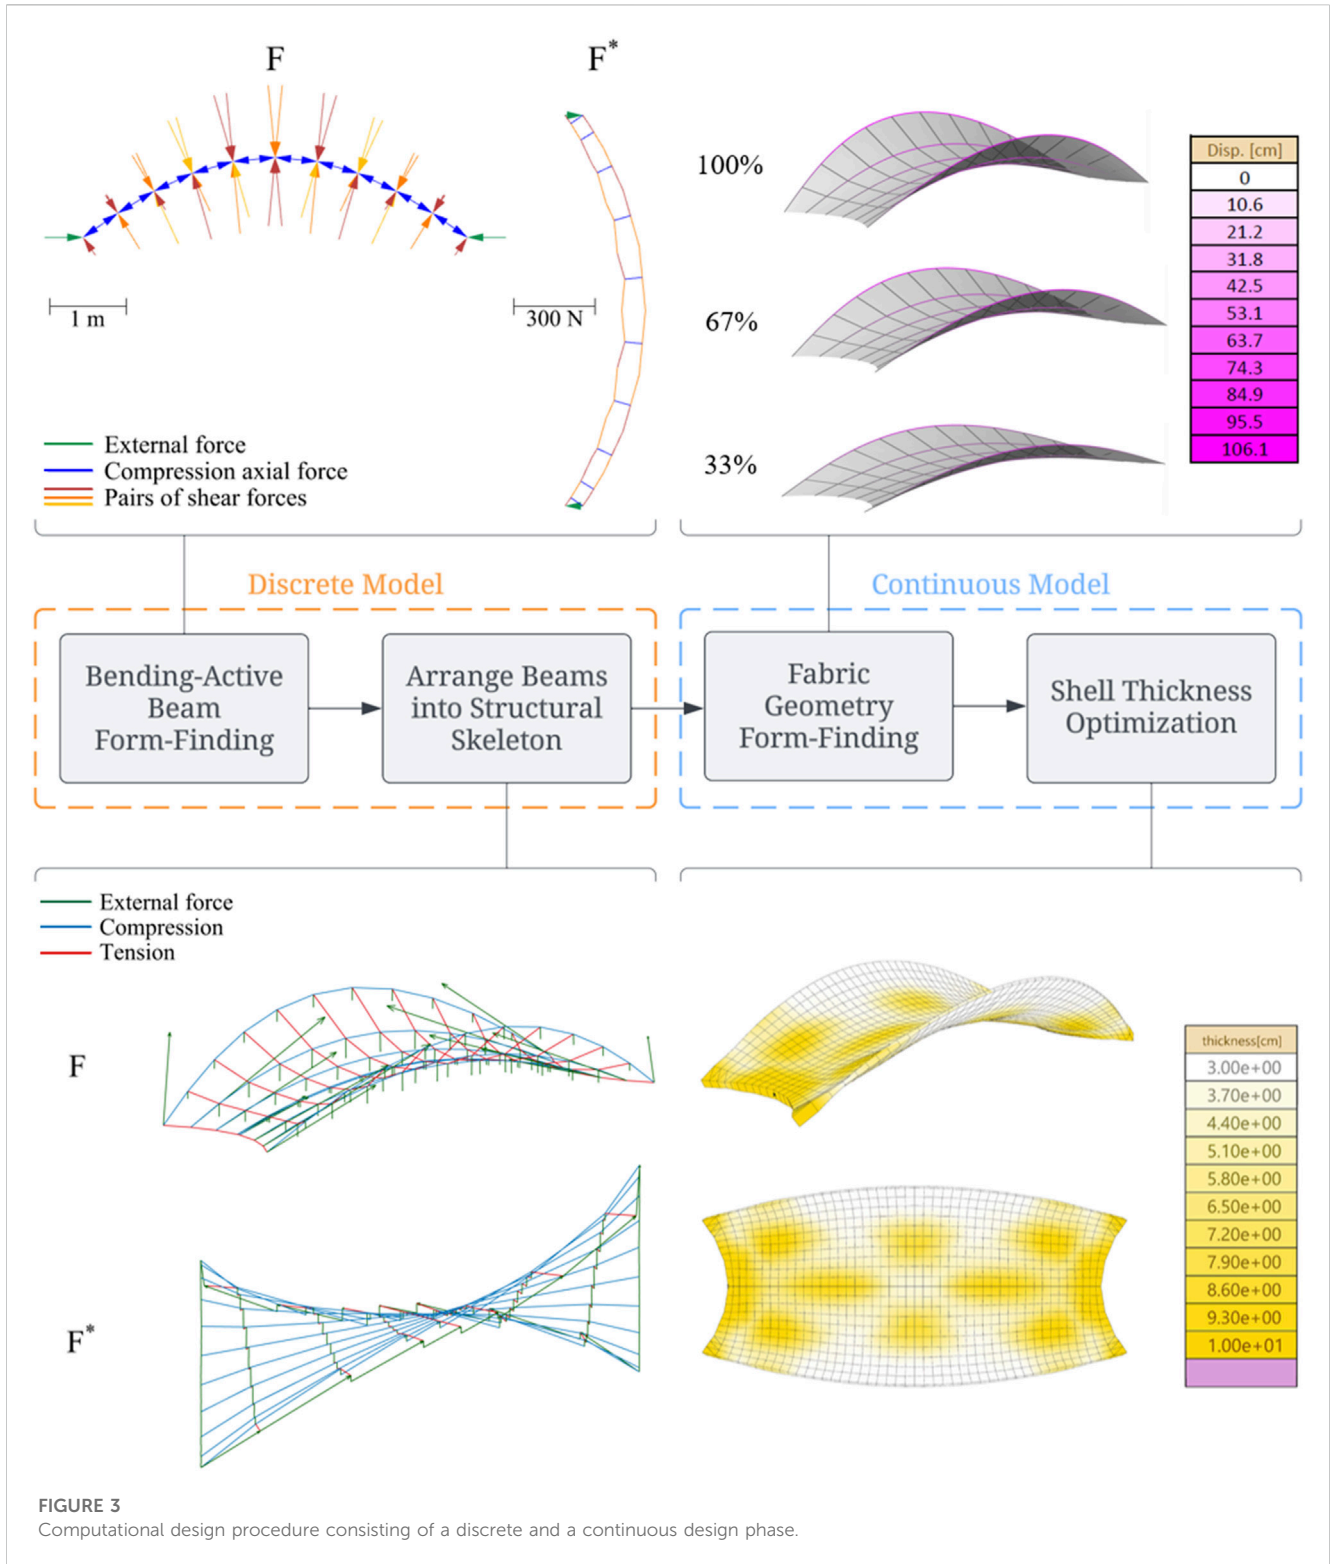 F
F*
1 m
300 N
External force
Compression axial force
Pairs of shear forces
100%
67%
33%
Disp. [cm]
0
10.6
21.2
31.8
42.5
53.1
63.7
74.3
84.9
95.5
106.1
Discrete Model
Continuous Model
Bending-Active
Beam
Form-Finding
Arrange Beams
into Structural
Skeleton
Fabric
Geometry
Form-Finding
Shell Thickness
Optimization
External force
Compression
Tension
F
F*
thickness[cm]
3.00e+00
3.70e+00
4.40e+00
5.10e+00
5.80e+00
6.50e+00
7.20e+00
7.90e+00
8.60e+00
9.30e+00
1.00e+01
FIGURE 3
Computational design procedure consisting of a discrete and a continuous design phase.